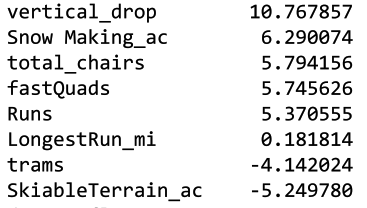 vertical_drop 10.767857
Snow Making_ac 6.290074
total_chairs 5.794156
fastQuads 5.745626
Runs 5.370555
LongestRun_mi 0.181814
trams -4.142024
SkiableTerrain_ac -5.249780